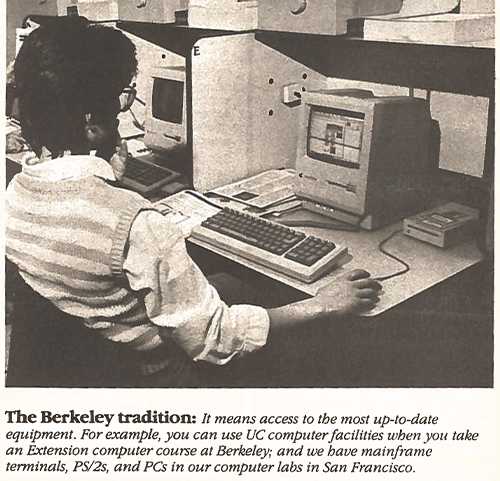 E
The Berkeley tradition: It means access to the most up-to-date
equipment. For example, you can use UC computer facilities when you take
an Extension computer course at Berkeley; and we have mainframe
terminals, PS/2s, and PCs in our computer labs in San Francisco.